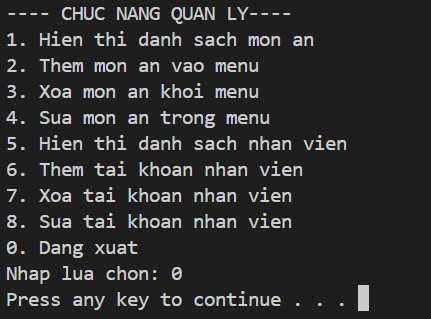 ---- CHUC NANG QUAN LY----
1. Hien thi danh sach mon an
2. Them mon an vao menu
3. Xoa mon an khoi menu
4. Sua mon an trong menu
5. Hien thi danh sach nhan vien
6. Them tai khoan nhan vien
7. Xoa tai khoan nhan vien
8. Sua tai khoan nhan vien
0. Dang xuat
Nhap lua chon: 0
Press any key to continue . . .